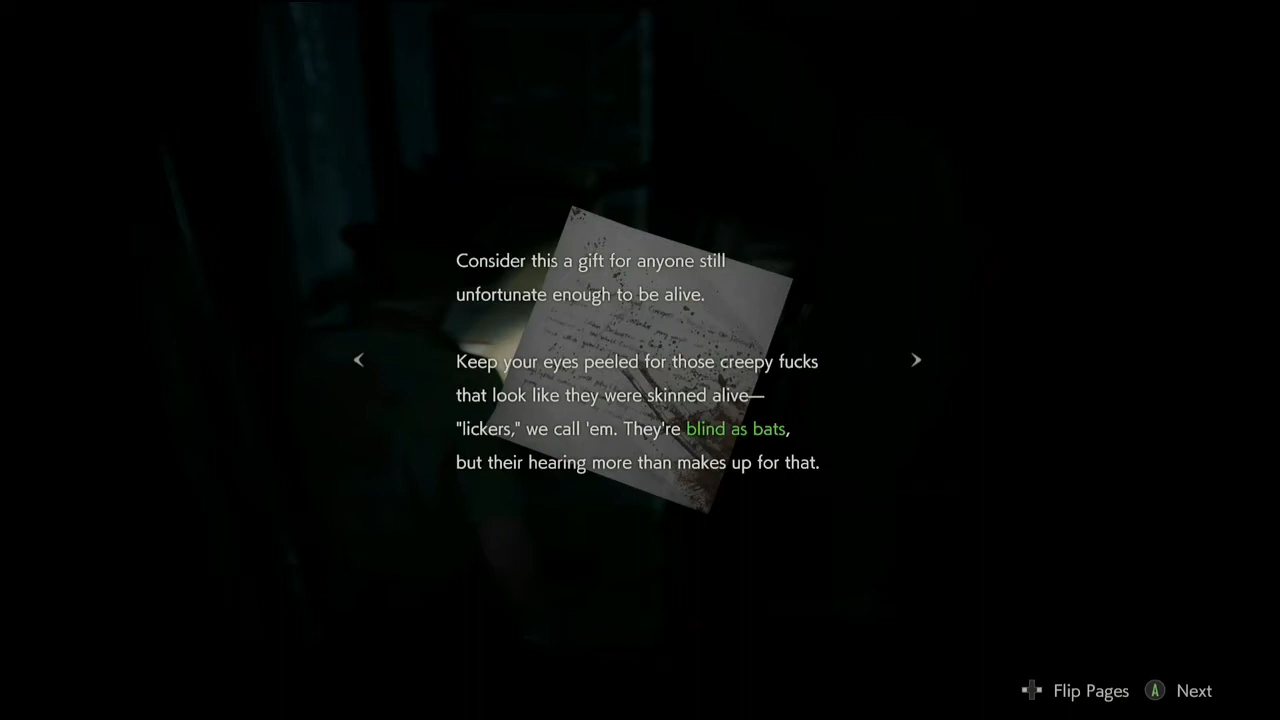 Consider this a gift for anyone still
unfortunate enough to be alive.
Keep your eyes peeled for those creepy fucks
that look like they were skinned alive—
"lickers," we call 'em. They're blind as bats,
but their hearing more than makes up for that.
Flip Pages A Next